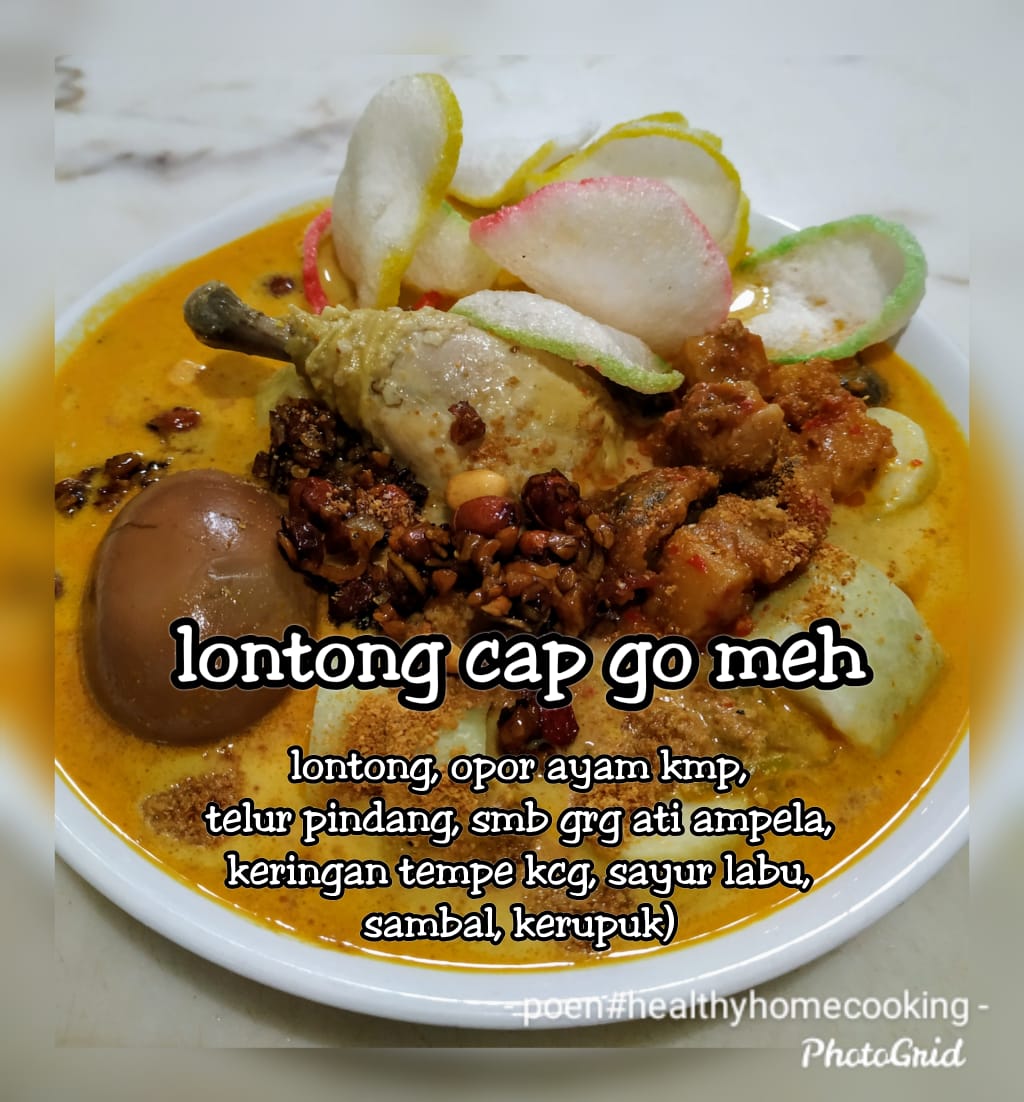 lontong cap go meh
lontong, opor ayam kmp,
telur pindang, smb grg ati ampela,
keringan tempe kcg, sayur labu,
sambal, kerupuk)
- poen#healthyhomecooking -
PhotoGrid